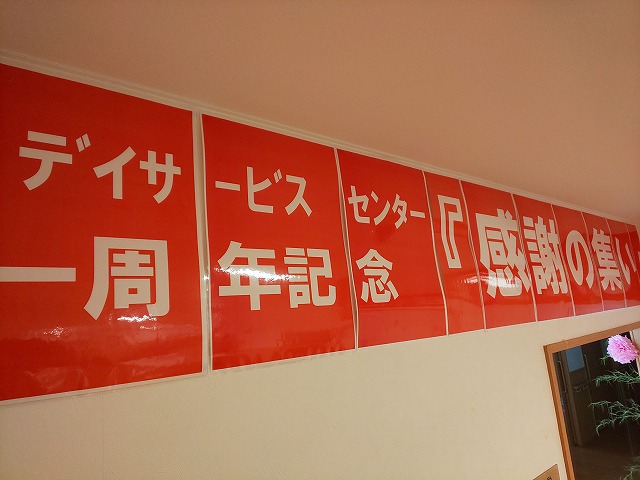 デイサービスセンター
一周年記念
『感謝の集い